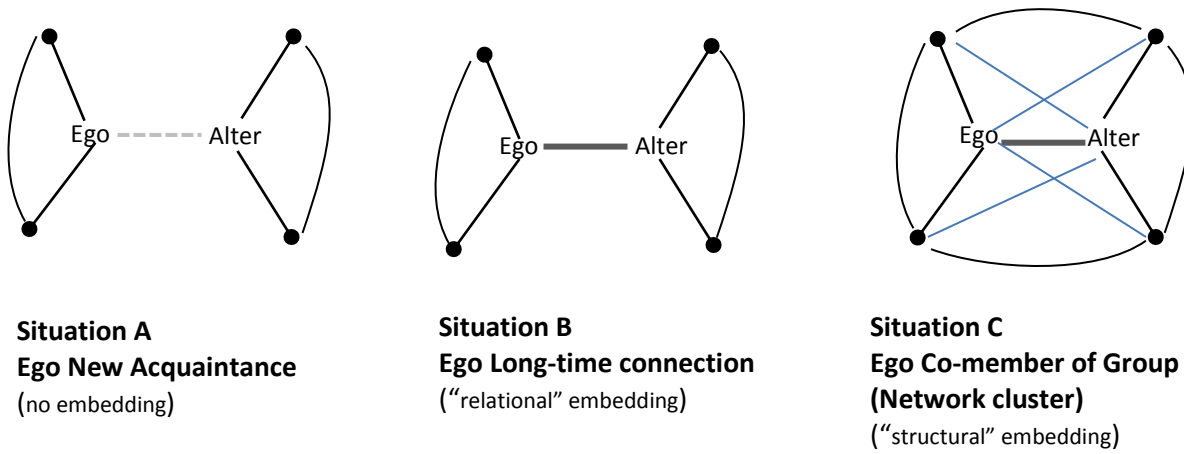 Ego Alter
Ego Alter
Ego Alter
Situation A
Ego New Acquaintance
(no embedding)
Situation B
Ego Long-time connection
(“relational” embedding)
Situation C
Ego Co-member of Group
(Network cluster)
(“structural” embedding)